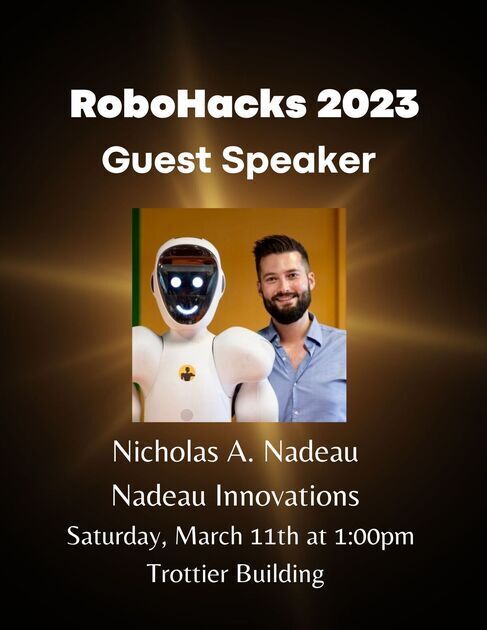 RoboHacks 2023
Guest Speaker
Nicholas A. Nadeau
Nadeau Innovations
Saturday, March 11th at 1:00pm
Trottier Building